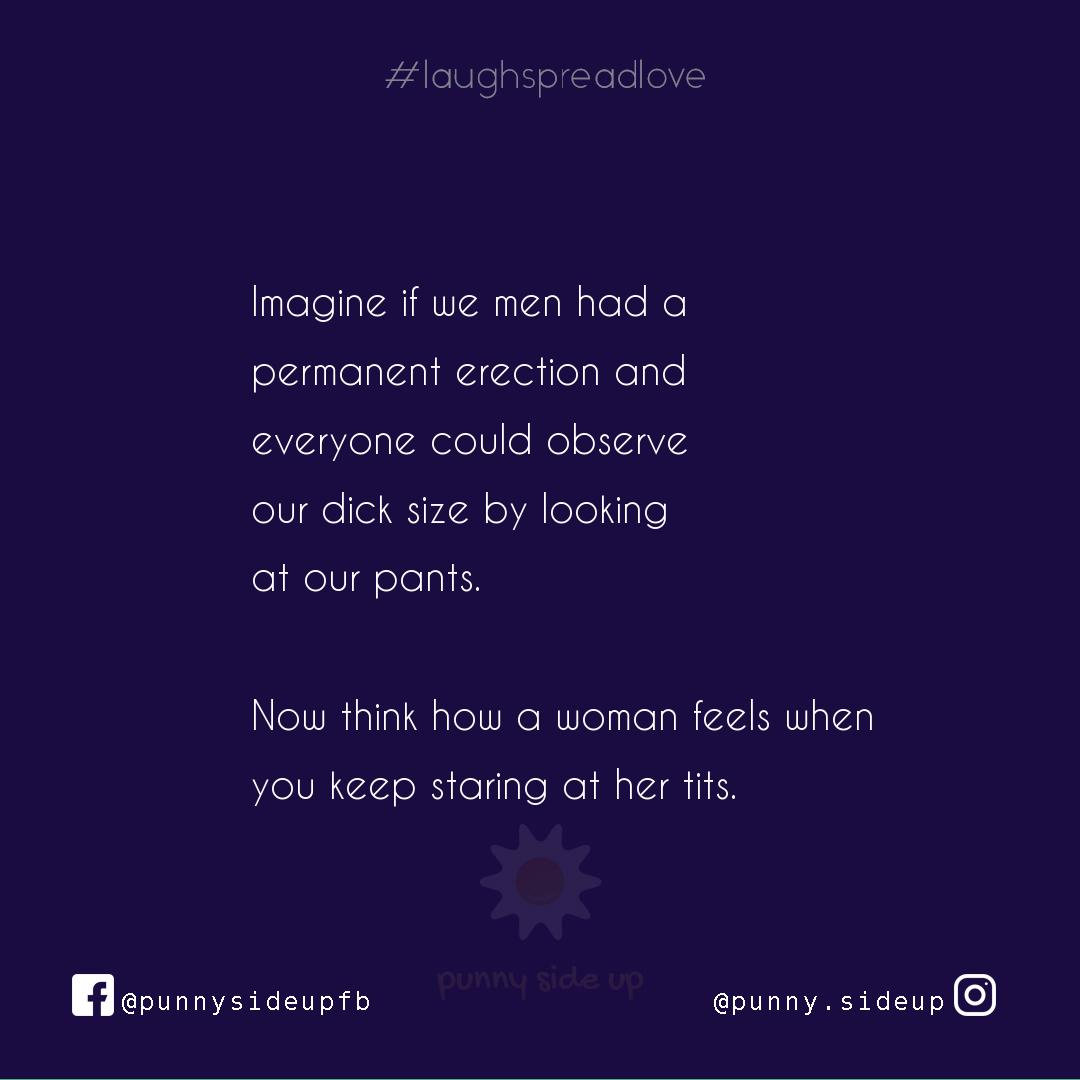 #laughspreadlove
Imagine if we men had a
permanent erection and
everyone could observe
our dick size by looking
at our pants.
Now think how a woman feels when
you keep staring at her tits.
punny side up
@punnysideupfb
@punny.sideup